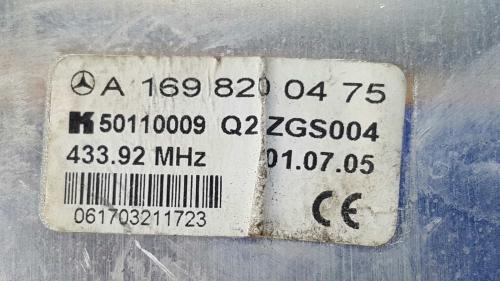 A 169 820 04 75
K 50110009 Q2 ZGS004
433.92 MHz 01.07.05
061703211723
CE